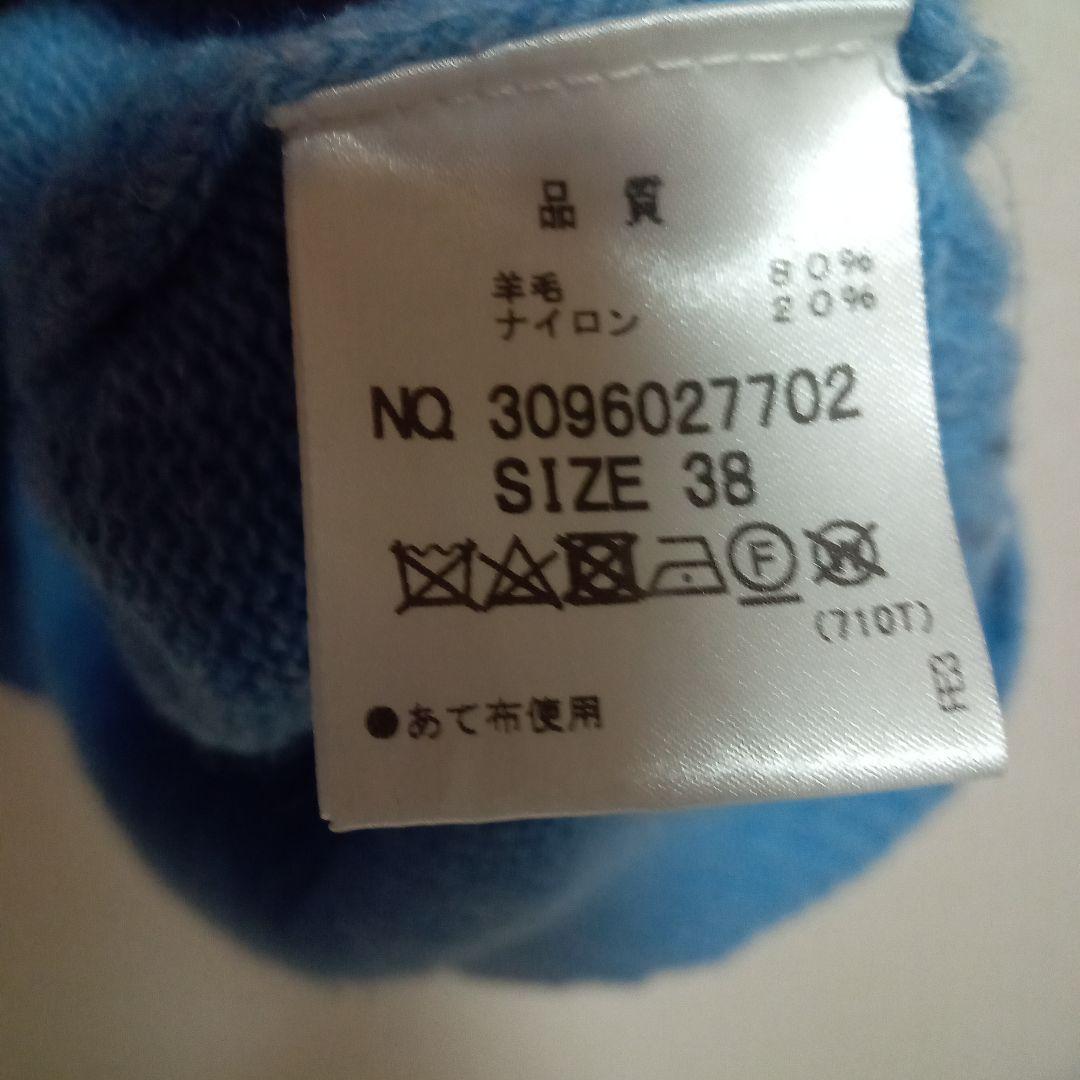 品 質
羊毛 80%
ナイロン 20%
NO. 3096027702
SIZE 38
F W
(710T)
●あて布使用